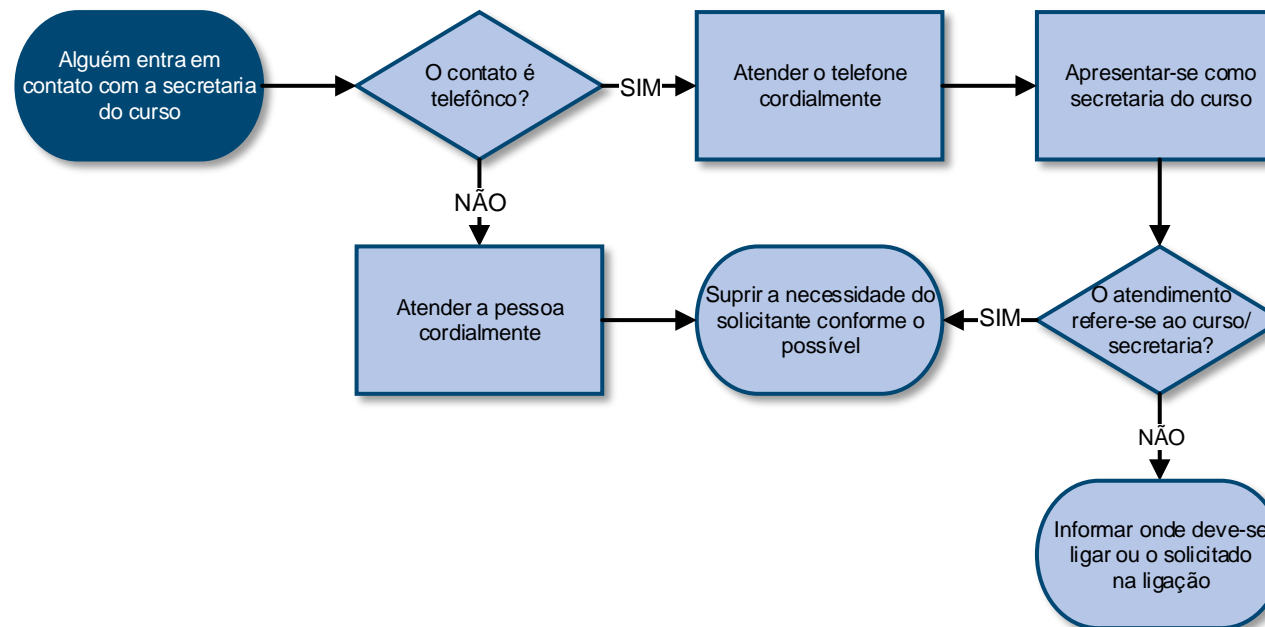 Alguém entra em
contato com a secretaria
do curso
O contato é
telefônco?
SIM
Atender o telefone
cordialmente
Apresentar-se como
secretaria do curso
NÃO
Atender a pessoa
cordialmente
Suprir a necessidade do
solicitante conforme o
possível
SIM
O atendimento
refere-se ao curso/
secretaria?
NÃO
Informar onde deve-se
ligar ou o solicitado
na ligação